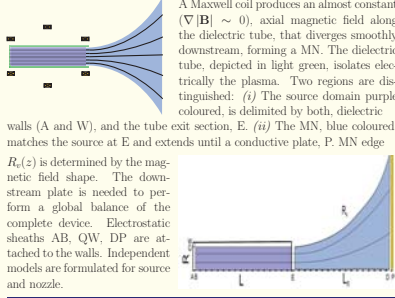 A Maxwell coil produces an almost constant
(∇|B| ∼ 0), axial magnetic field along
the dielectric tube, that diverges smoothly
downstream, forming a MN. The dielectric
tube, depicted in light green, isolates elec-
trically the plasma. Two regions are dis-
tinguished: (i) The source domain purple
coloured, is delimited by both, dielectric
walls (A and W), and the tube exit section, E. (ii) The MN, blue coloured
matches the source at E and extends until a conductive plate, P. MN edge
Rv(z) is determined by the mag-
netic field shape. The down-
stream plate is needed to per-
form a global balance of the
complete device. Electrostatic
sheaths AB, QW, DP are at-
tached to the walls. Independent
models are formulated for source
and nozzle.
R
R
AB
L
E
L